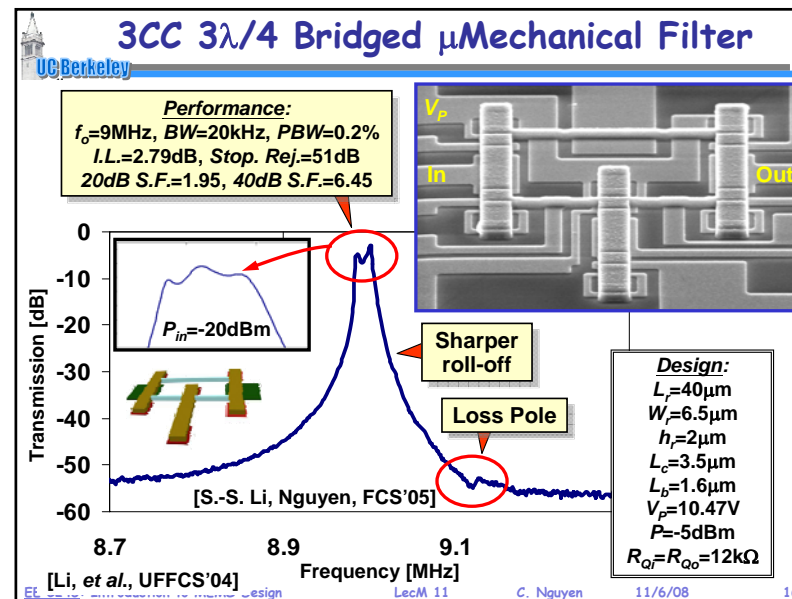 3CC 3λ/4 Bridged μMechanical Filter
UC Berkeley
Performance:
fo=9MHz, BW=20kHz, PBW=0.2%
I.L.=2.79dB, Stop. Rej.=51dB
20dB S.F.=1.95, 40dB S.F.=6.45
VP
In
Out
0
-10
-20
-30
-40
-50
-60
Transmission [dB]
Pin=-20dBm
Sharper
roll-off
Loss Pole
[S.-S. Li, Nguyen, FCS'05]
Design:
Lr=40μm
Wr=6.5μm
hr=2μm
Lc=3.5μm
Lb=1.6μm
VP=10.47V
P=-5dBm
RQi=RQo=12kΩ
8.7
8.9
9.1
Frequency [MHz]
[Li, et al., UFFCS'04]
Design
LecM 11
C. Nguyen
11/6/08